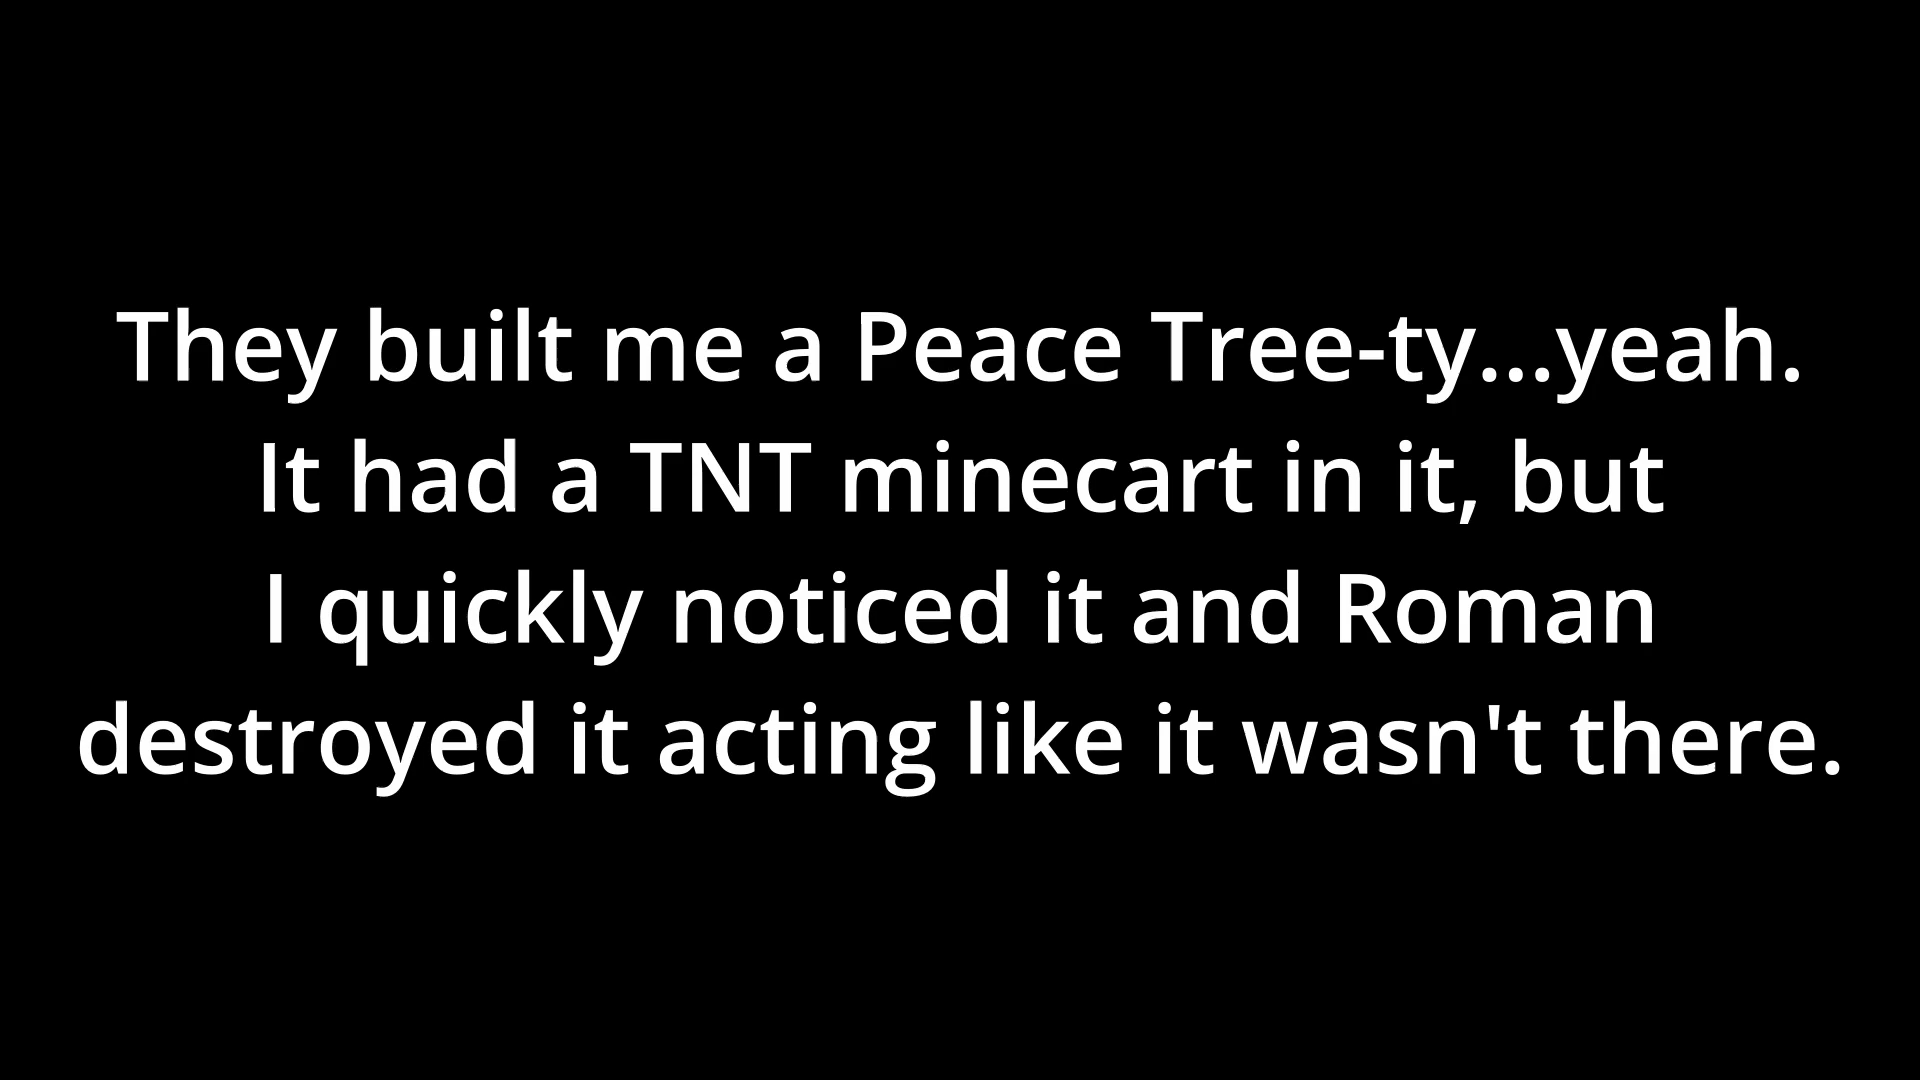 They built me a Peace Tree-ty...yeah.
It had a TNT minecart in it, but
I quickly noticed it and Roman
destroyed it acting like it wasn't there.